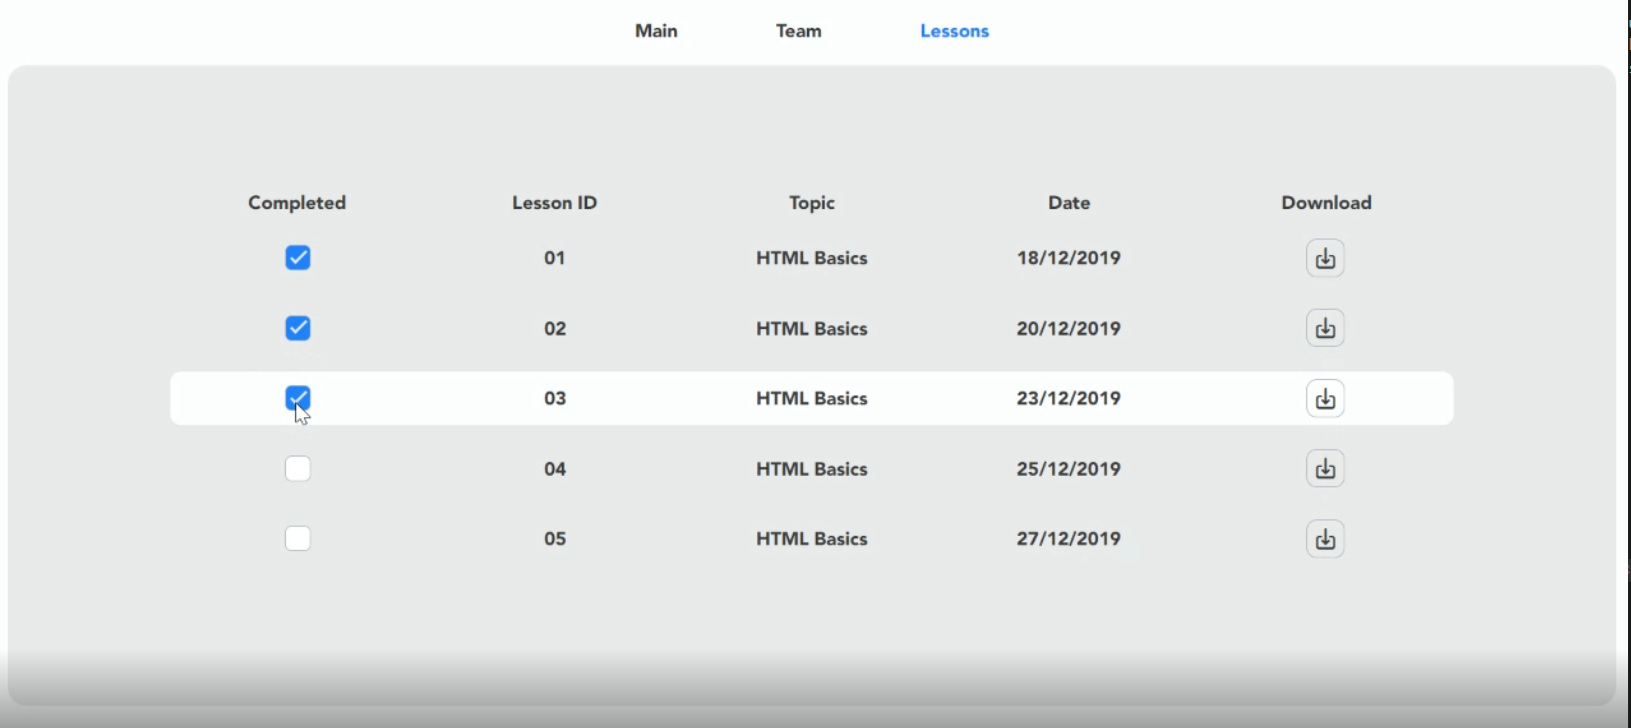 Main Team Lessons
Completed Lesson ID Topic Date Download
01 HTML Basics 18/12/2019
02 HTML Basics 20/12/2019
03 HTML Basics 23/12/2019
04 HTML Basics 25/12/2019
05 HTML Basics 27/12/2019